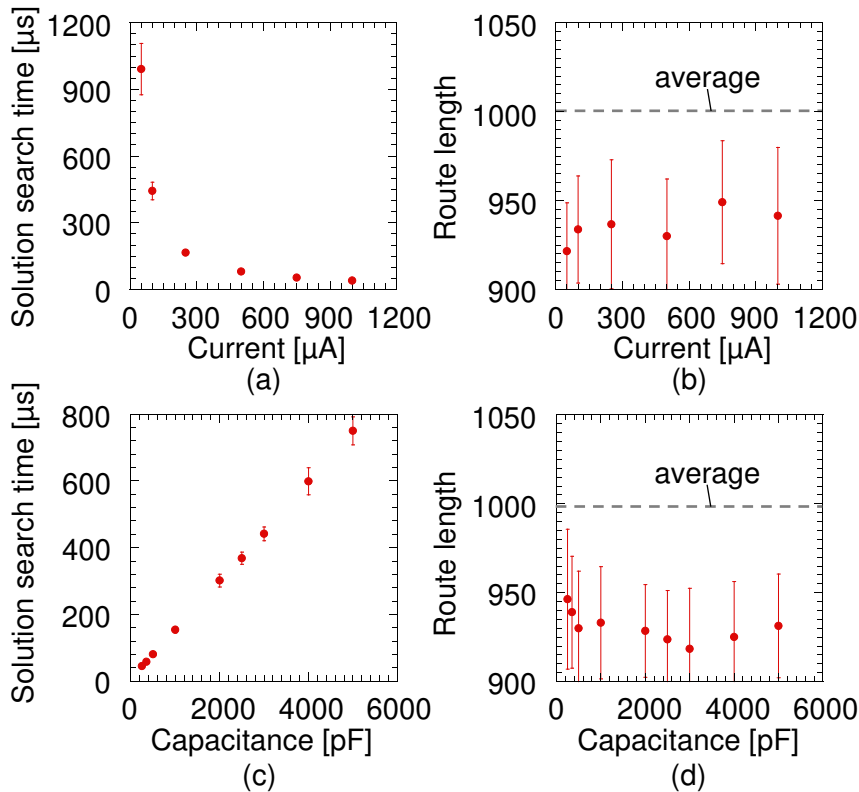 Solution search time [µs]
1200
900
600
300
0
0 300 600 900 1200
Current [µA]
(a)
Route length
1050
1000
950
900
average
0 300 600 900 1200
Current [µA]
(b)
Solution search time [µs]
800
600
400
200
0
0 2000 4000 6000
Capacitance [pF]
(c)
Route length
1050
1000
950
900
average
0 2000 4000 6000
Capacitance [pF]
(d)